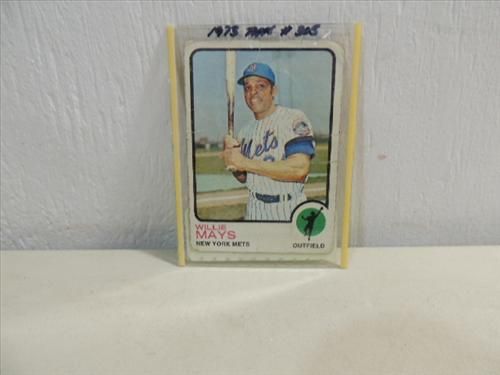 1973 Topps # 305
Mets
WILLIE
MAYS
NEW YORK METS
OUTFIELD